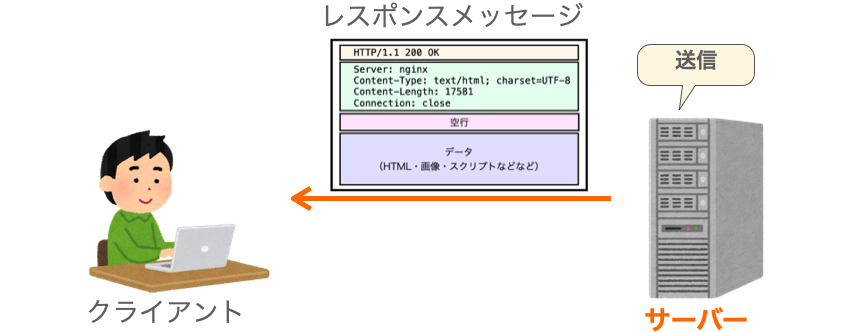 レスポンスメッセージ
HTTP/1.1 200 OK
Server: nginx
Content-Type: text/html; charset=UTF-8
Content-Length: 17581
Connection: close
空行
データ
（HTML・画像・スクリプトなどなど）
送信
クライアント
サーバー